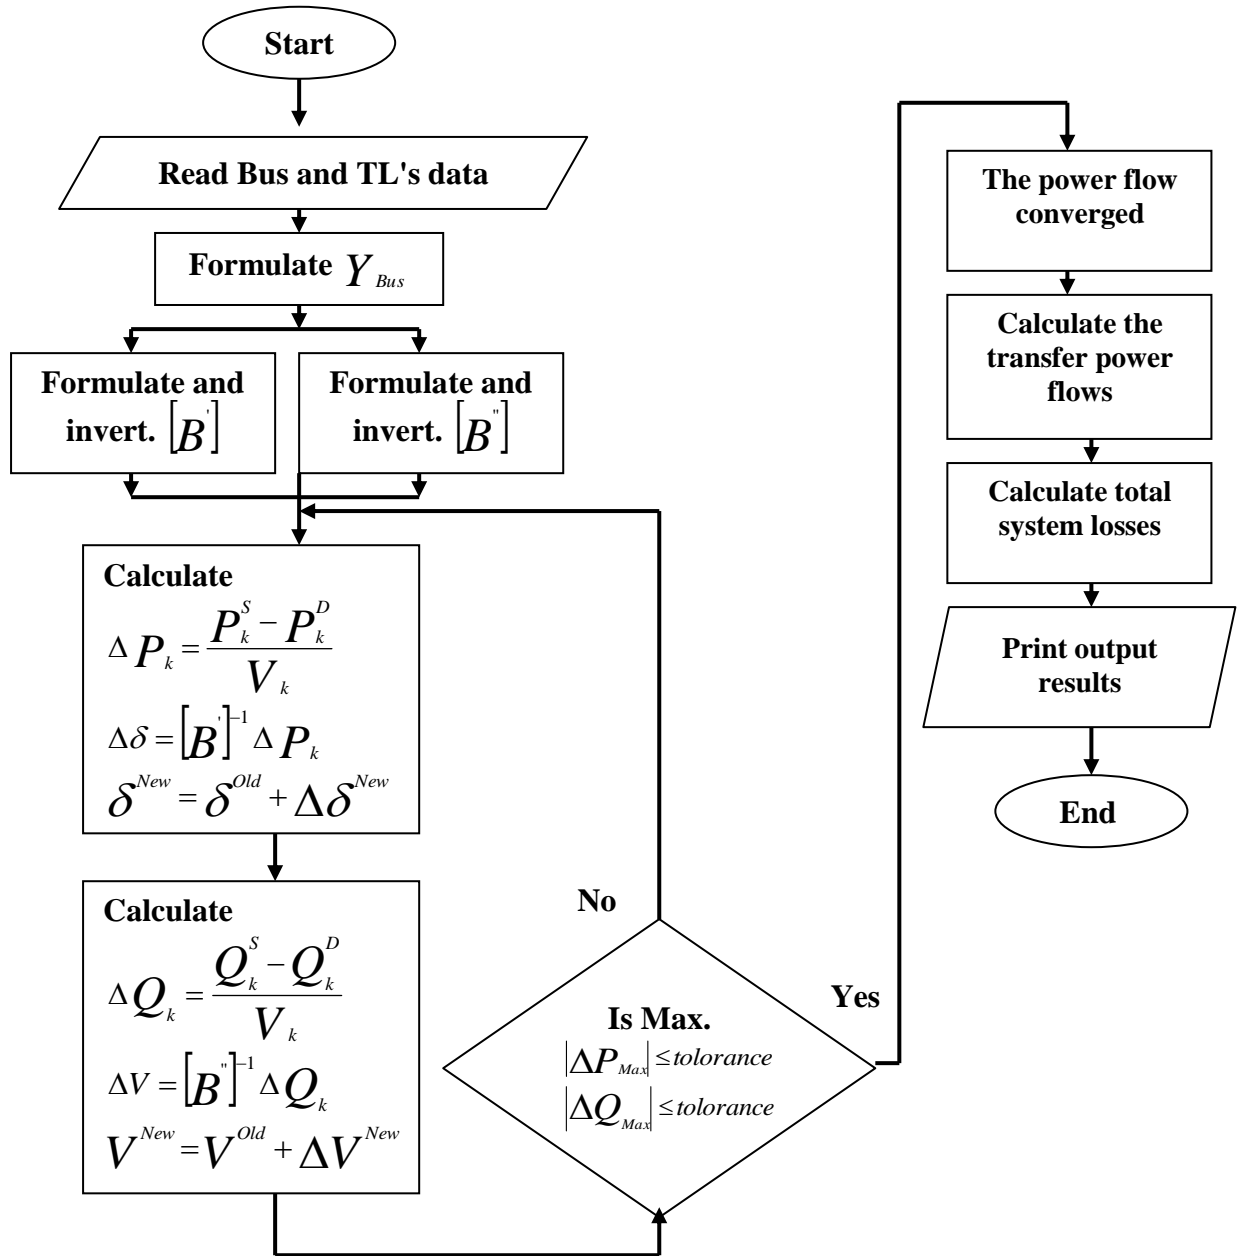 Start
Read Bus and TL's data
Formulate Y_Bus
Formulate and
invert. [B']
Formulate and
invert. [B"]
Calculate
ΔP_k = (P_k^S − P_k^D) / V_k
Δδ = [B']^−1 ΔP_k
δ^New = δ^Old + Δδ^New
Calculate
ΔQ_k = (Q_k^S − Q_k^D) / V_k
ΔV = [B"]^−1 ΔQ_k
V^New = V^Old + ΔV^New
No
Yes
Is Max.
|ΔP_Max| ≤ tolorance
|ΔQ_Max| ≤ tolorance
The power flow
converged
Calculate the
transfer power
flows
Calculate total
system losses
Print output
results
End